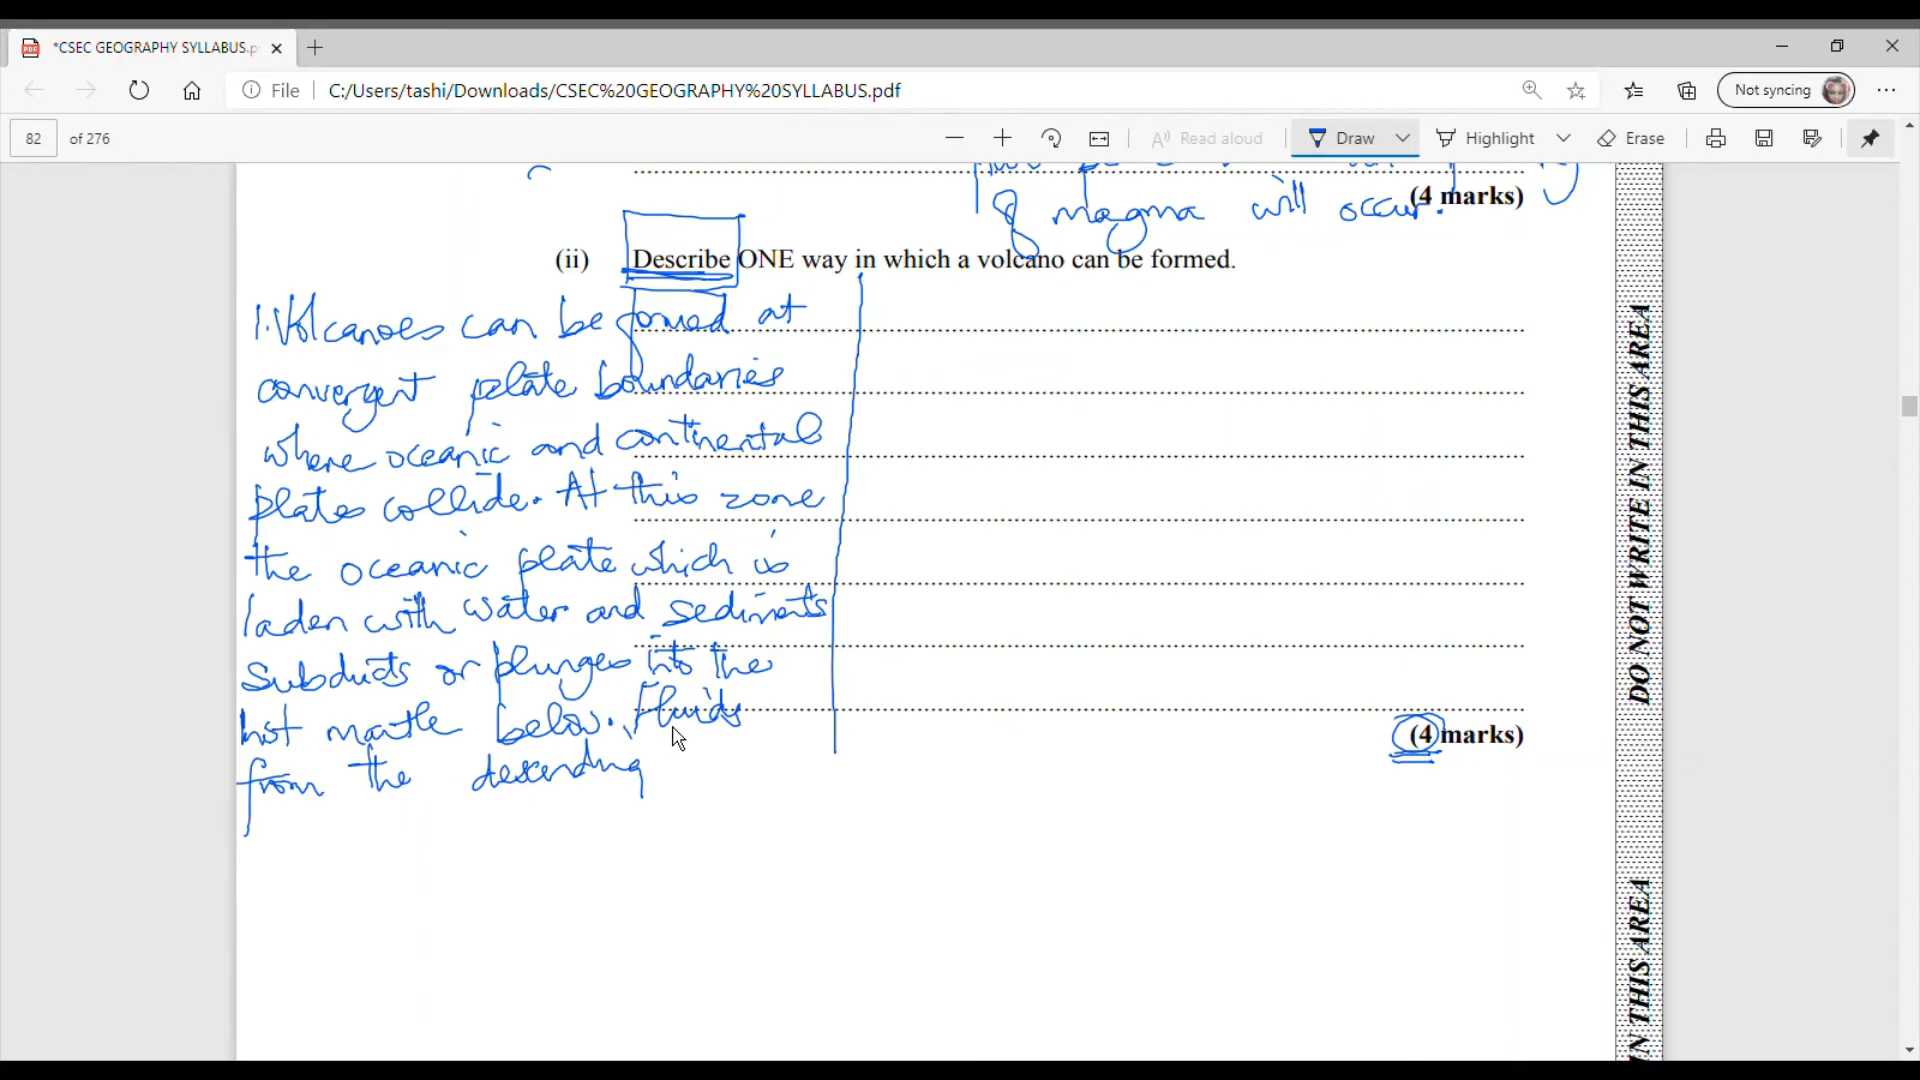 *CSEC GEOGRAPHY SYLLABUS.p
File
C:/Users/tashi/Downloads/CSEC%20GEOGRAPHY%20SYLLABUS.pdf
Not syncing
82 of 276
Read aloud
Draw
Highlight
Erase
of magma will occur.
(4 marks)
(ii) Describe ONE way in which a volcano can be formed.
1. Volcanoes can be formed at
convergent plate boundaries
where oceanic and continental
plates collide. At this zone
the oceanic plate which is
laden with water and sediments
subducts or plunges into the
hot mantle below. Fluids
from the descending
(4 marks)
DO NOT WRITE IN THIS AREA
IN THIS AREA